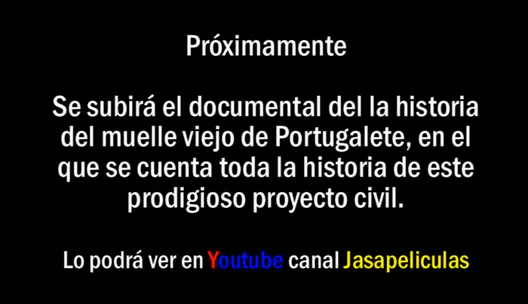 Próximamente
Se subirá el documental del la historia
del muelle viejo de Portugalete, en el
que se cuenta toda la historia de este
prodigioso proyecto civil.
Lo podrá ver en Youtube canal Jasapeliculas